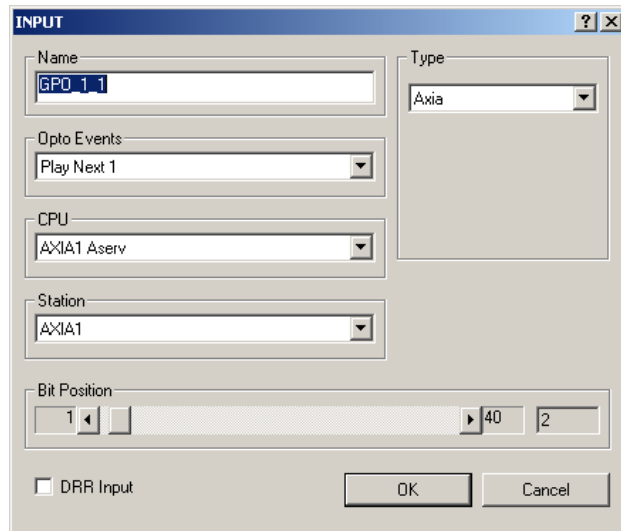 INPUT
Name
GPO_1_1
Type
Axia
Opto Events
Play Next 1
CPU
AXIA1 Aserv
Station
AXIA1
Bit Position
1 40 2
DRR Input
OK Cancel